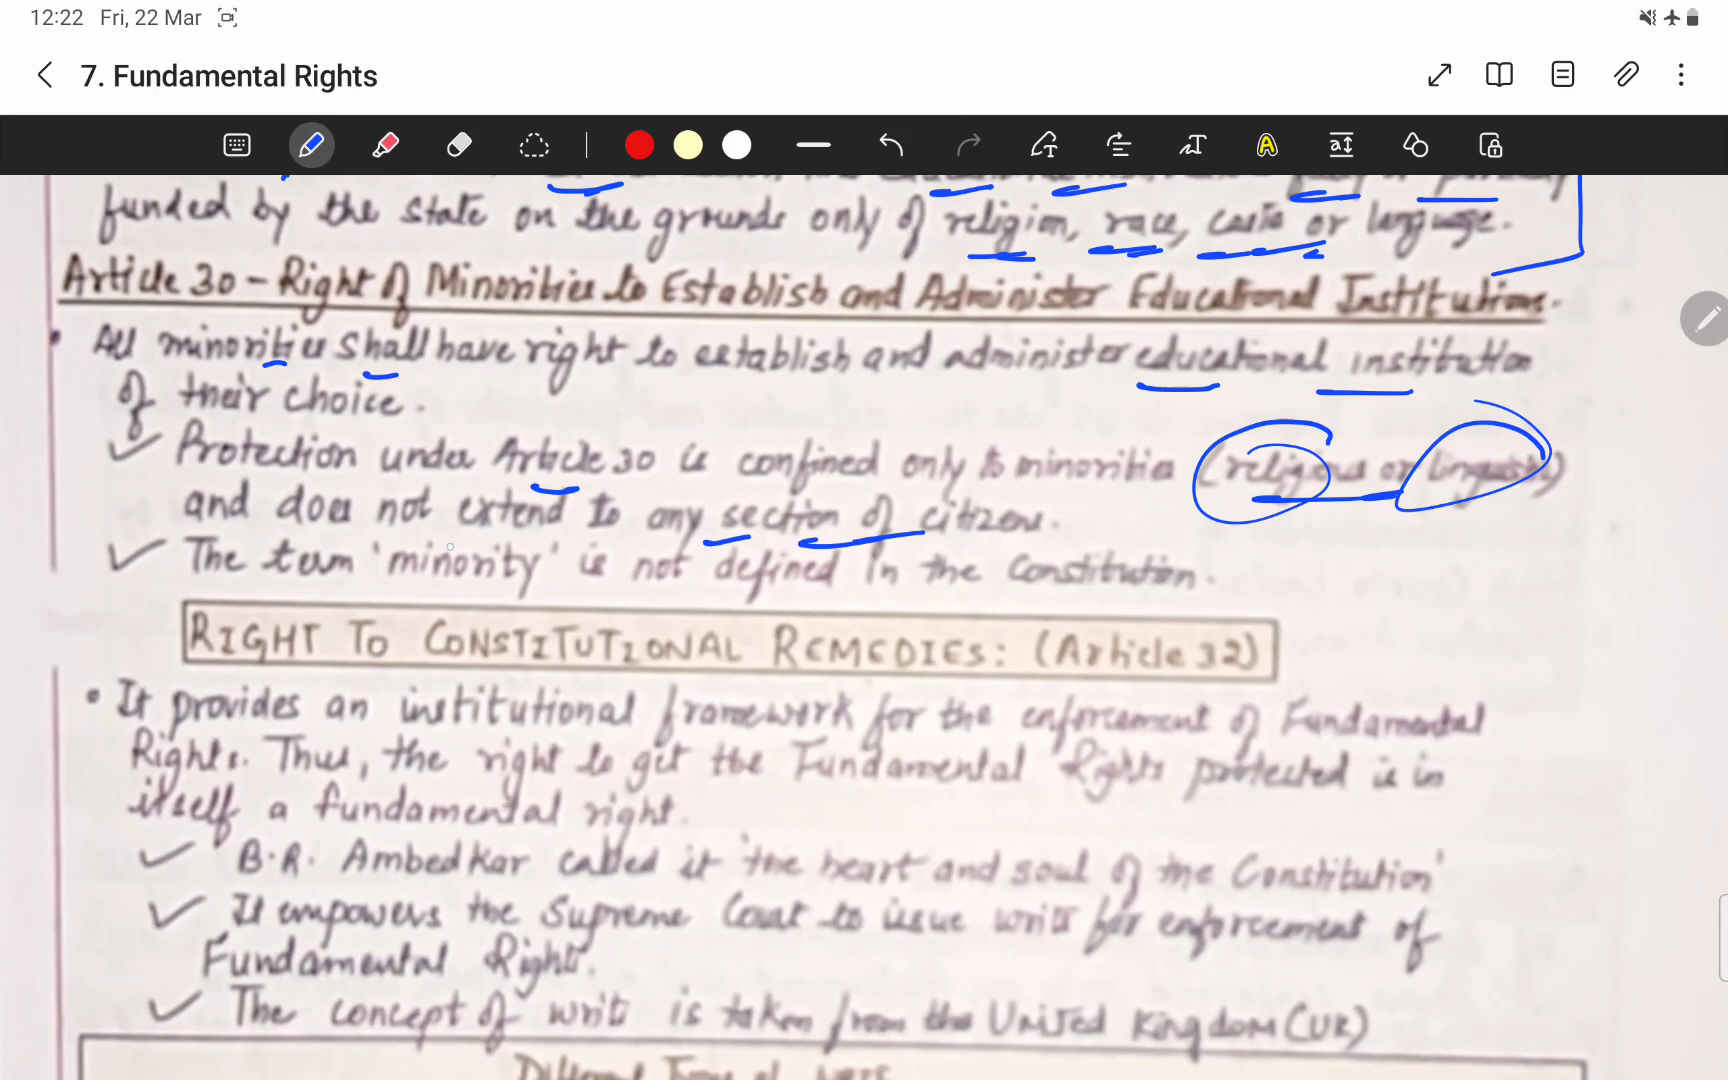 12:22 Fri, 22 Mar
7. Fundamental Rights
funded by the State on the grounds only of religion, race, caste or language.
Article 30 - Right of Minorities to Establish and Administer Educational Institutions.
• All minorities shall have right to establish and administer educational institution
of their choice.
✓ Protection under Article 30 is confined only to minorities (religious or linguistic)
and does not extend to any section of citizens.
✓ The term 'minority' is not defined in the Constitution.
RIGHT TO CONSTITUTIONAL REMEDIES: (Article 32)
• It provides an institutional framework for the enforcement of Fundamental
Rights. Thus, the right to get the Fundamental Rights protected is in
itself a fundamental right.
✓ B.R. Ambedkar called it 'the heart and soul of the Constitution'
✓ It empowers the Supreme Court to issue writs for enforcement of
Fundamental Right.
✓ The concept of writ is taken from the United Kingdom (UK)
Different Types of